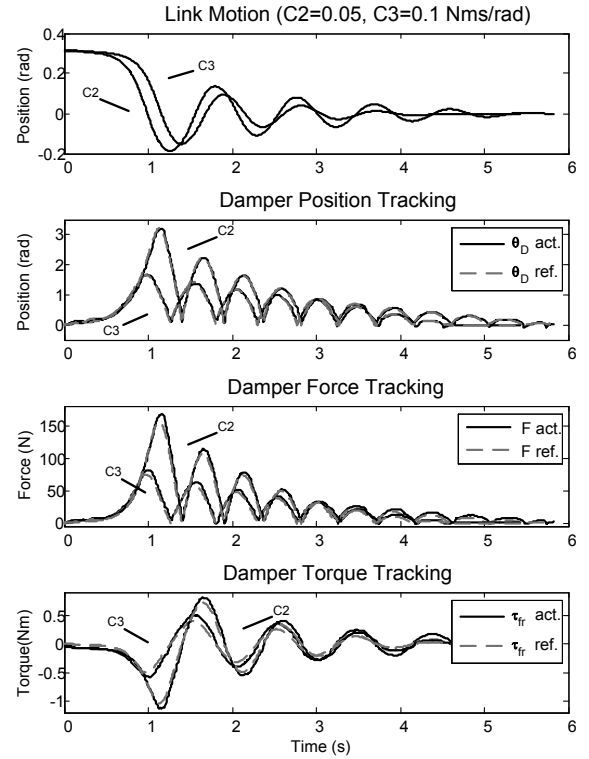 Link Motion (C2=0.05, C3=0.1 Nms/rad)
0.4
0.2
0
-0.2
Position (rad)
C3
C2
0 1 2 3 4 5 6
Damper Position Tracking
3
2
1
0
Position (rad)
C2
C3
θD act.
θD ref.
0 1 2 3 4 5 6
Damper Force Tracking
150
100
50
0
Force (N)
C2
C3
F act.
F ref.
0 1 2 3 4 5 6
Damper Torque Tracking
0.5
0
-0.5
-1
Torque(Nm)
C3
C2
τfr act.
τfr ref.
0 1 2 3 4 5 6
Time (s)